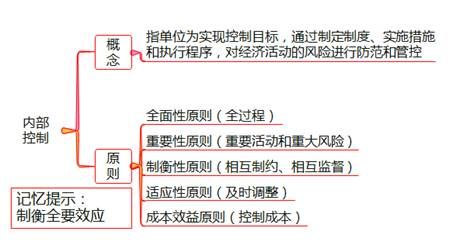 内部
控制
概
念
指单位为实现控制目标，通过制定制度、实施措施
和执行程序，对经济活动的风险进行防范和管控
原
则
全面性原则（全过程）
重要性原则（重要活动和重大风险）
制衡性原则（相互制约、相互监督）
适应性原则（及时调整）
成本效益原则（控制成本）
记忆提示：
制衡全要效应